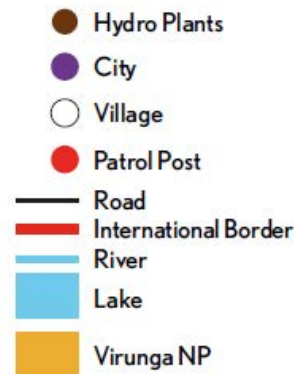 Hydro Plants
City
Village
Patrol Post
Road
International Border
River
Lake
Virunga NP